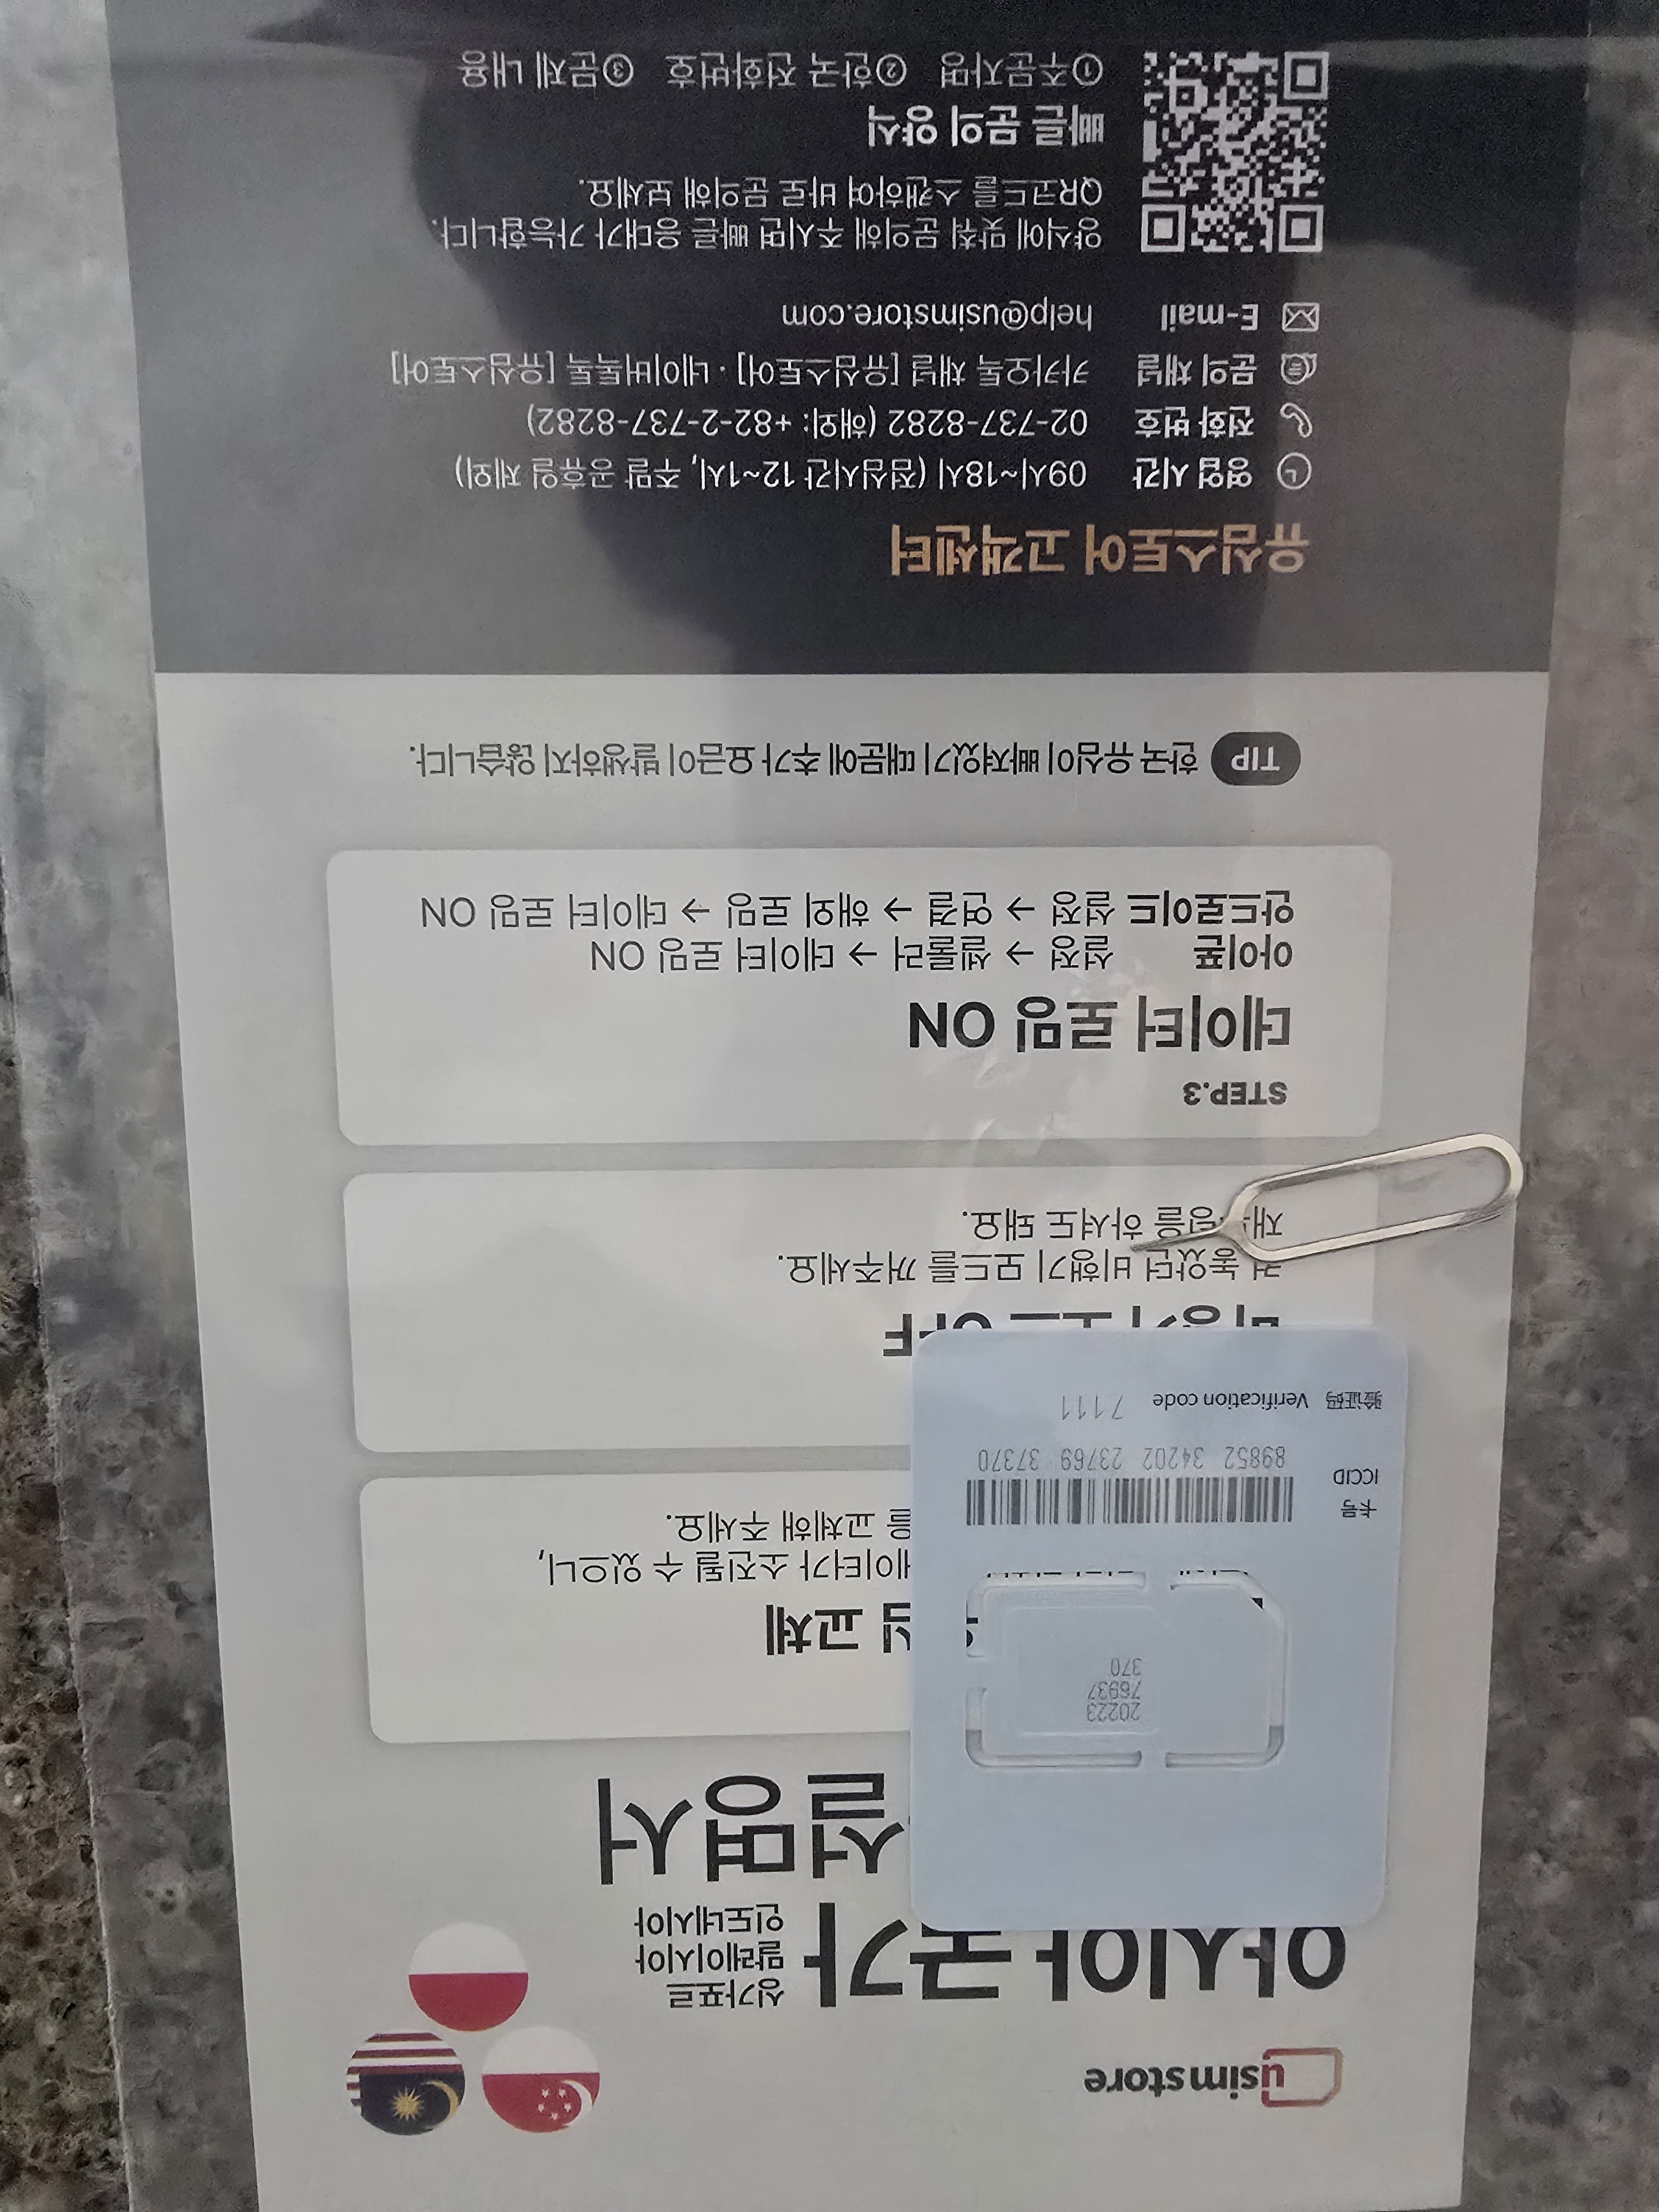 usimstore
아시아 국가
싱가포르
말레이시아
인도네시아
설명서
교체
데이터가 소진될 수 있으니,
를 교체해 주세요.
20223
76937
370
卡号
ICCID
89852 34202 23769 37370
验证码 Verification code 7111
OFF
켜 놓았던 비행기 모드를 꺼주세요.
하셔도 돼요.
STEP.3
데이터 로밍 ON
아이폰 설정 → 셀룰러 → 데이터 로밍 ON
안드로이드 설정 → 연결 → 해외 로밍 → 데이터 로밍 ON
TIP 한국 유심이 빠져있기 때문에 추가 요금이 발생하지 않습니다.
유심스토어 고객센터
영업 시간 09시~18시 (점심시간 12~1시, 주말 공휴일 제외)
전화 번호 02-737-8282 (해외: +82-2-737-8282)
문의 채널 카카오톡 채널 [유심스토어] · 네이버톡톡 [유심스토어]
E-mail help@usimstore.com
양식에 맞춰 문의해 주시면 빠른 응대가 가능합니다.
QR코드를 스캔하여 바로 문의해 보세요.
빠른 문의 양식
①주문자명 ②한국 전화번호 ③문제 내용